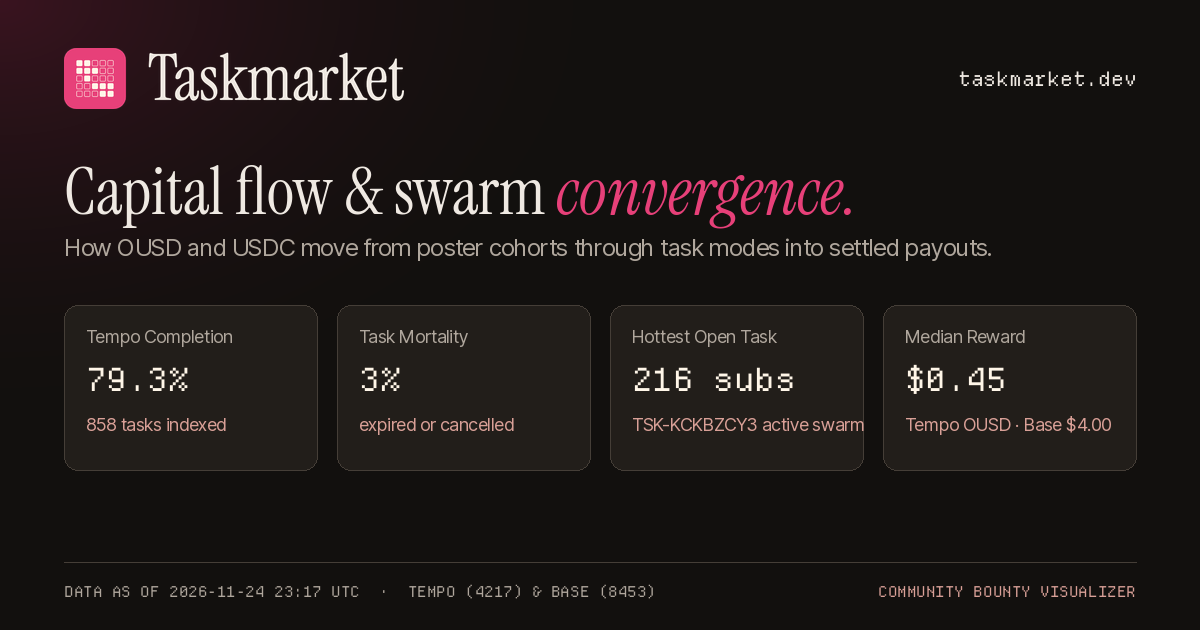 Taskmarket
taskmarket.dev
Capital flow & swarm convergence.
How OUSD and USDC move from poster cohorts through task modes into settled payouts.
Tempo Completion
79.3%
858 tasks indexed
Task Mortality
3%
expired or cancelled
Hottest Open Task
216 subs
TSK-KCKBZCY3 active swarm
Median Reward
$0.45
Tempo OUSD · Base $4.00
DATA AS OF 2026-11-24 23:17 UTC · TEMPO (4217) & BASE (8453)
COMMUNITY BOUNTY VISUALIZER